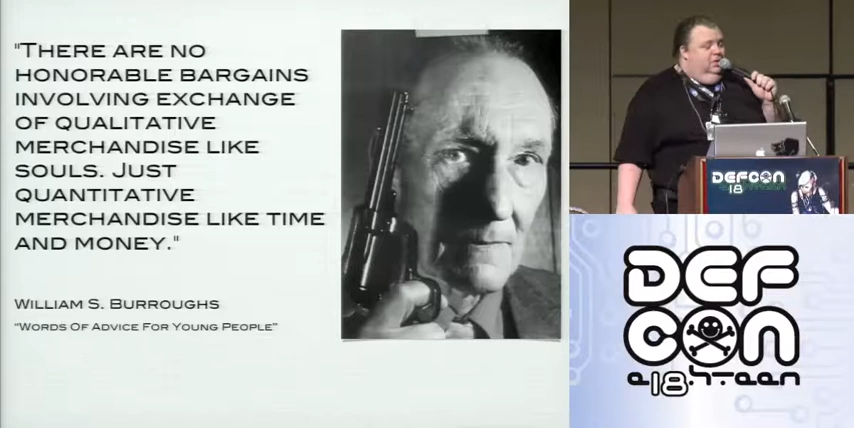 "There are no
honorable bargains
involving exchange
of qualitative
merchandise like
souls. Just
quantitative
merchandise like time
and money."
William S. Burroughs
"Words Of Advice For Young People"
DEFCON
18
DEF
CON
e18hteen